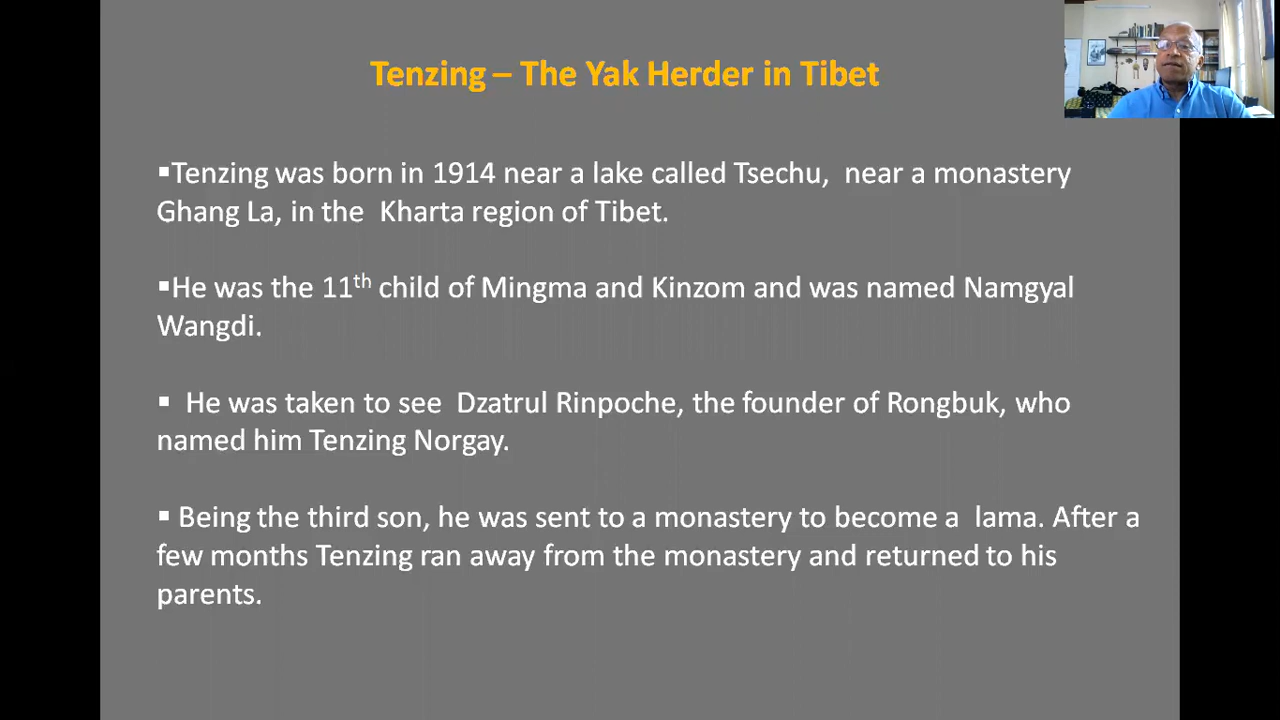 Tenzing – The Yak Herder in Tibet
▪Tenzing was born in 1914 near a lake called Tsechu, near a monastery
Ghang La, in the Kharta region of Tibet.
▪He was the 11th child of Mingma and Kinzom and was named Namgyal
Wangdi.
▪ He was taken to see Dzatrul Rinpoche, the founder of Rongbuk, who
named him Tenzing Norgay.
▪ Being the third son, he was sent to a monastery to become a lama. After a
few months Tenzing ran away from the monastery and returned to his
parents.